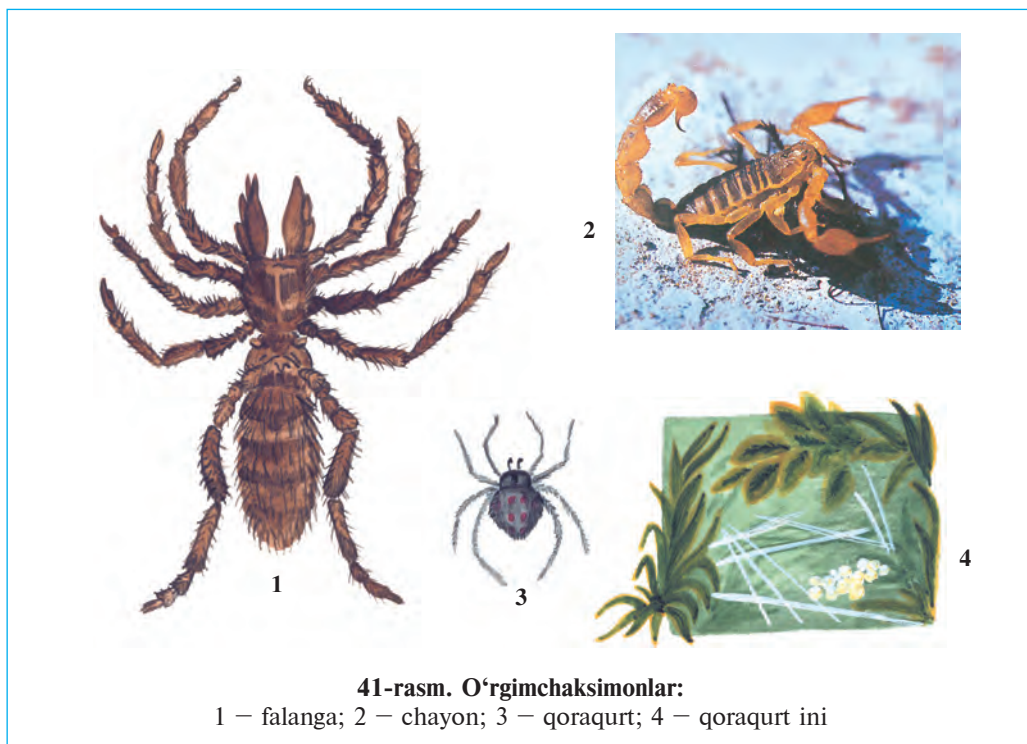 2
1
3
4
41-rasm. O‘rgimchaksimonlar:
1 — falanga; 2 — chayon; 3 — qoraqurt; 4 — qoraqurt ini